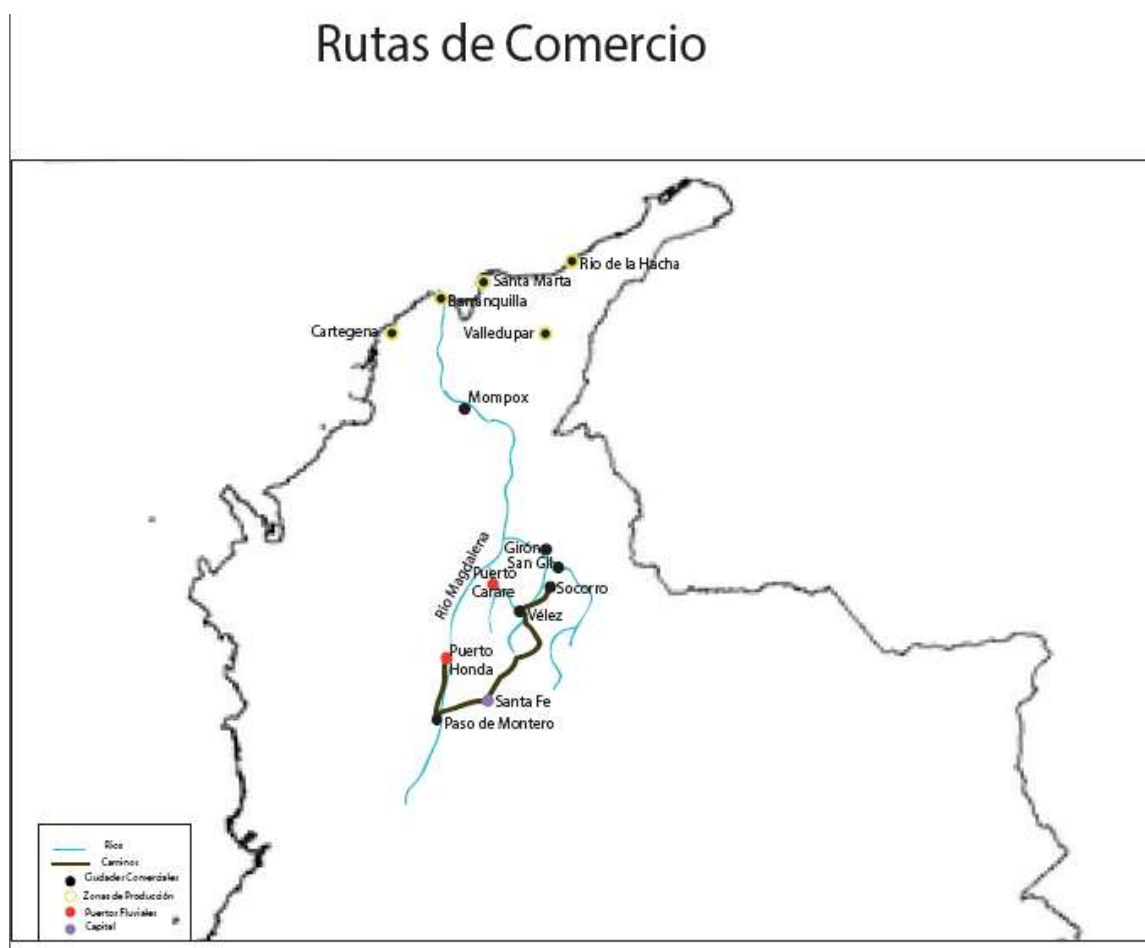 Rutas de Comercio
Rio de la Hacha
Santa Marta
Barranquilla
Cartegena
Valledupar
Mompox
Río Magdalena
Girón
San Gil
Puerto
Carare
Socorro
Vélez
Puerto
Honda
Santa Fe
Paso de Montero
Ríos
Caminos
Ciudades Comerciales
Zonas de Producción
Puertos Fluviales
Capital